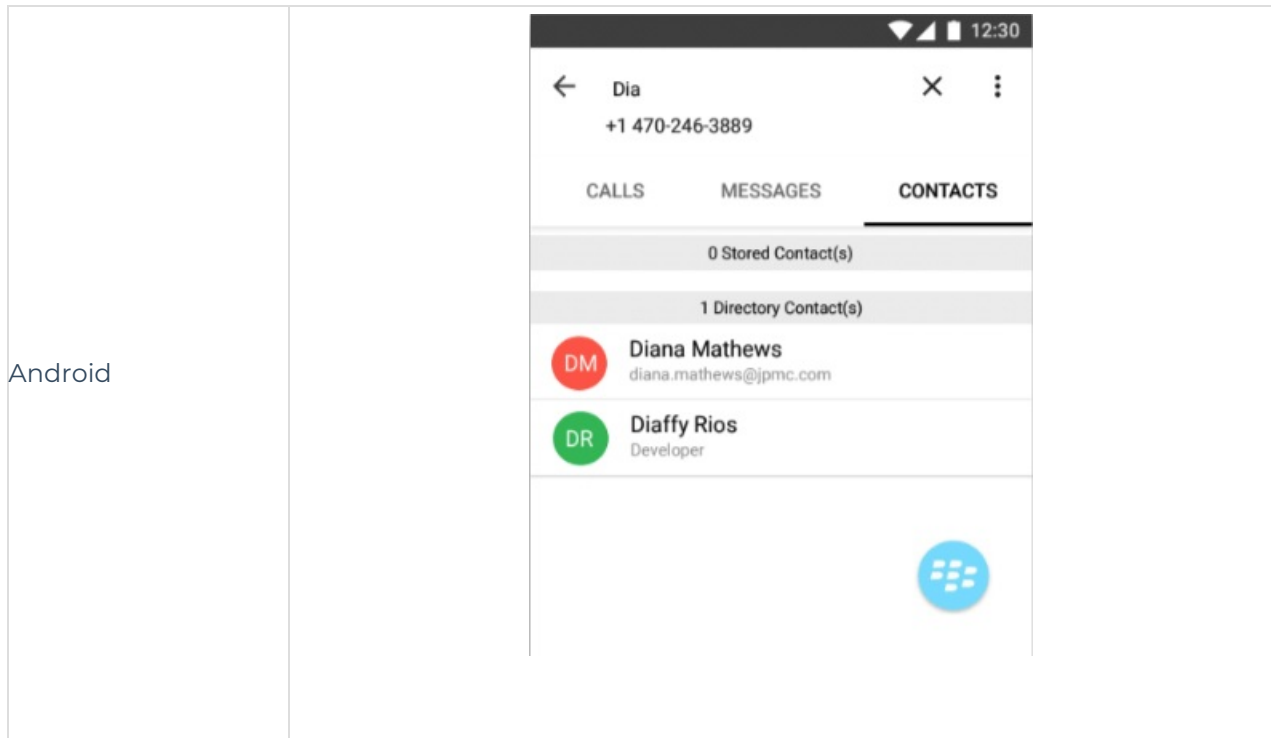 12:30
Dia
+1 470-246-3889
CALLS MESSAGES CONTACTS
0 Stored Contact(s)
1 Directory Contact(s)
DM Diana Mathews
diana.mathews@jpmc.com
Android
DR Diaffy Rios
Developer